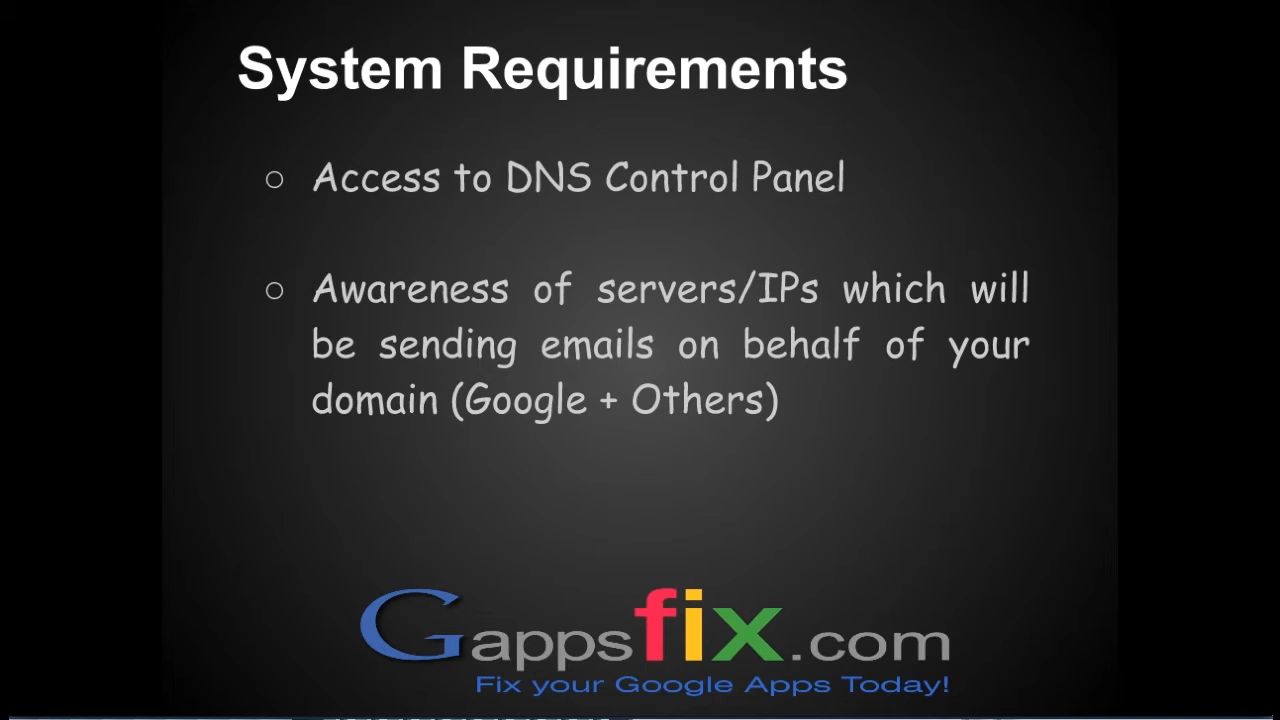 System Requirements
○ Access to DNS Control Panel
○ Awareness of servers/IPs which will
be sending emails on behalf of your
domain (Google + Others)
Gappsfix.com
Fix your Google Apps Today!